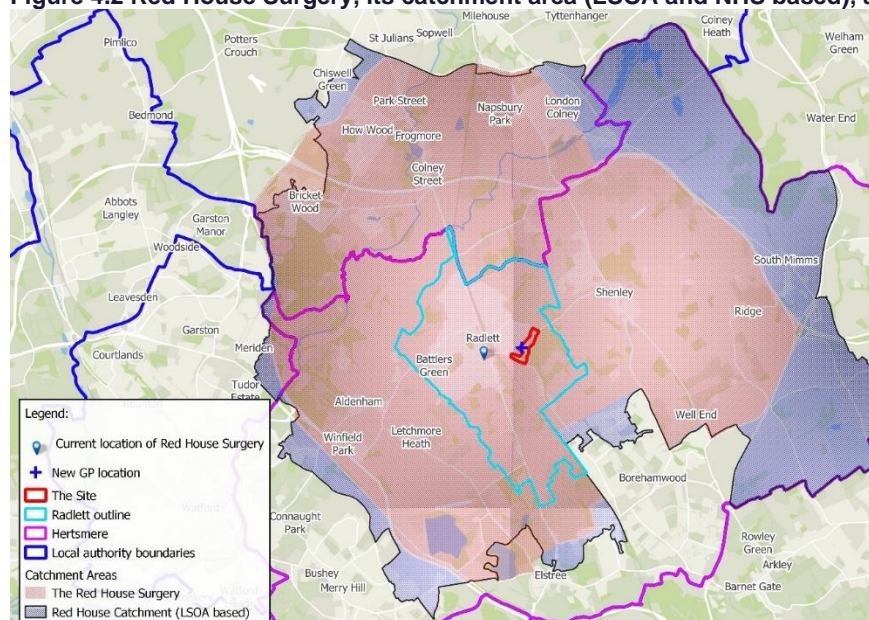 Figure 4.2 Red House Surgery, its catchment area (LSOA and NHS based), a
Pimlico
Potters
Crouch
St Julians
Sopwell
Milehouse
Tyttenhanger
Colney
Heath
Welham
Green
Chiswell
Green
Park Street
Napsbury
Park
London
Colney
Bedmond
How Wood
Frogmore
Water End
Colney
Street
Abbots
Langley
Bricket
Wood
Garston
Manor
Woodside
South Mimms
Leavesden
Shenley
Ridge
Garston
Radlett
Courtlands
Meriden
Battlers
Green
Tudor
Estate
Aldenham
Well End
Letchmore
Heath
Winfield
Park
Borehamwood
Connaught
Park
Rowley
Green
Arkley
Bushey
Merry Hill
Elstree
Barnet Gate
Legend:
Current location of Red House Surgery
New GP location
The Site
Radlett outline
Hertsmere
Local authority boundaries
Catchment Areas
The Red House Surgery
Red House Catchment (LSOA based)